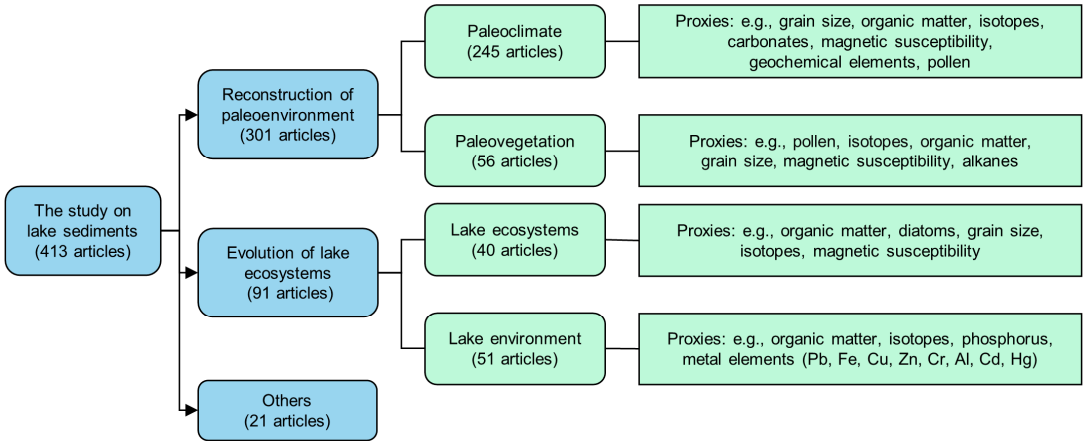 The study on
lake sediments
(413 articles)
Reconstruction of
paleoenvironment
(301 articles)
Paleoclimate
(245 articles)
Proxies: e.g., grain size, organic matter, isotopes,
carbonates, magnetic susceptibility,
geochemical elements, pollen
Paleovegetation
(56 articles)
Proxies: e.g., pollen, isotopes, organic matter,
grain size, magnetic susceptibility, alkanes
Evolution of lake
ecosystems
(91 articles)
Lake ecosystems
(40 articles)
Proxies: e.g., organic matter, diatoms, grain size,
isotopes, magnetic susceptibility
Lake environment
(51 articles)
Proxies: e.g., organic matter, isotopes, phosphorus,
metal elements (Pb, Fe, Cu, Zn, Cr, Al, Cd, Hg)
Others
(21 articles)